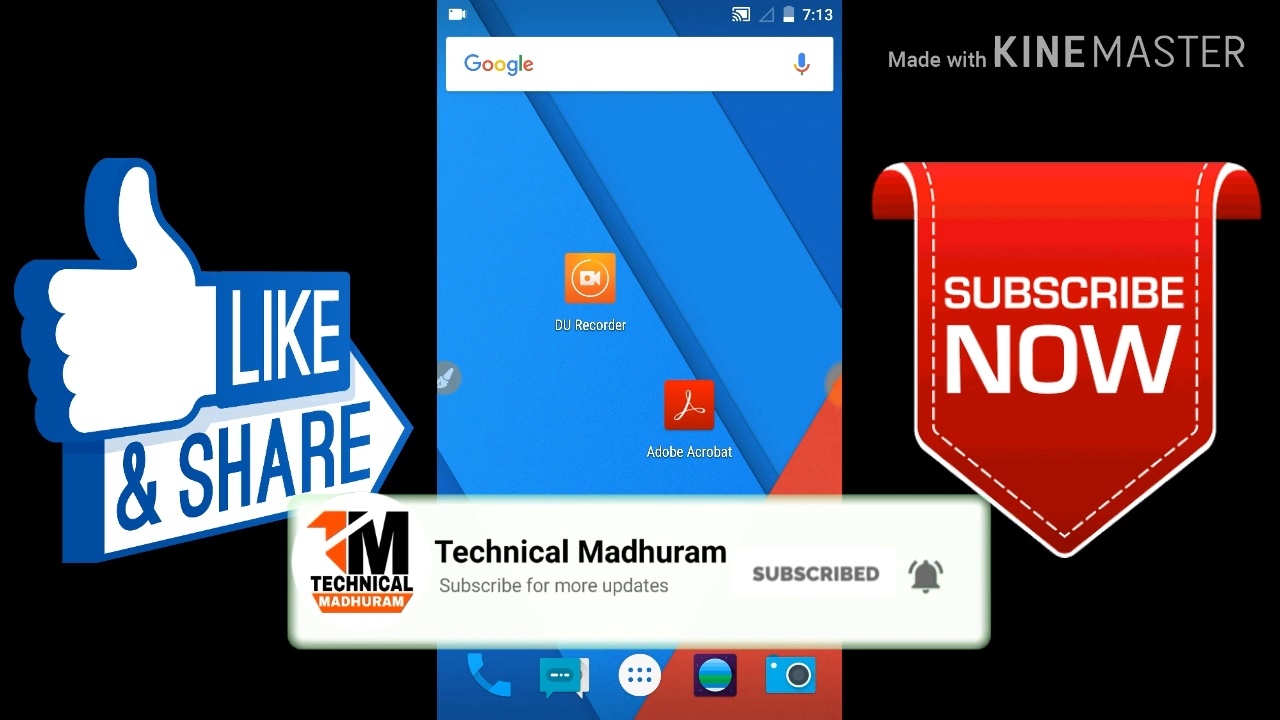 7:13
Google
Made with KINEMASTER
LIKE
& SHARE
SUBSCRIBE
NOW
DU Recorder
Adobe Acrobat
TM
TECHNICAL
MADHURAM
Technical Madhuram
Subscribe for more updates
SUBSCRIBED